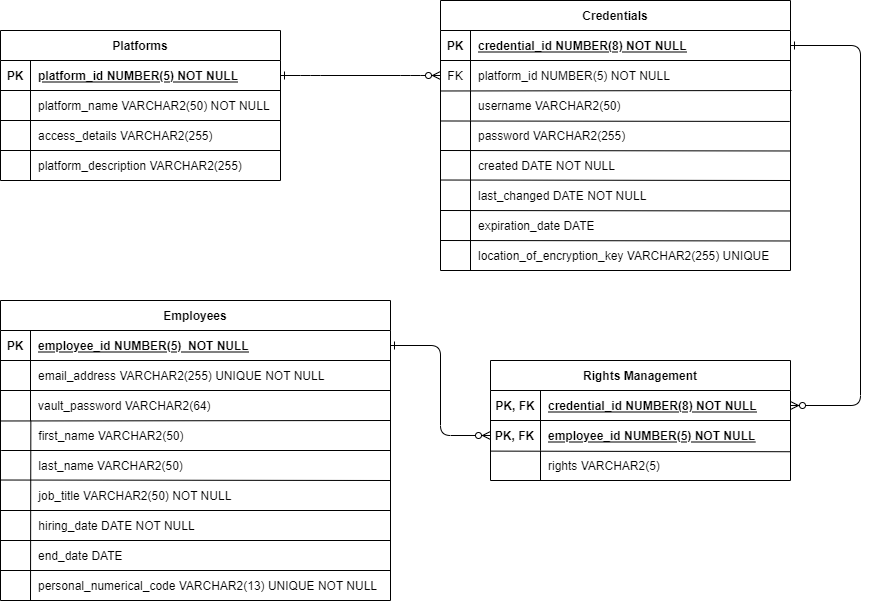 Credentials
PK credential_id NUMBER(8) NOT NULL
FK platform_id NUMBER(5) NOT NULL
username VARCHAR2(50)
password VARCHAR2(255)
created DATE NOT NULL
last_changed DATE NOT NULL
expiration_date DATE
location_of_encryption_key VARCHAR2(255) UNIQUE
Platforms
PK platform_id NUMBER(5) NOT NULL
platform_name VARCHAR2(50) NOT NULL
access_details VARCHAR2(255)
platform_description VARCHAR2(255)
Employees
PK employee_id NUMBER(5) NOT NULL
email_address VARCHAR2(255) UNIQUE NOT NULL
vault_password VARCHAR2(64)
first_name VARCHAR2(50)
last_name VARCHAR2(50)
job_title VARCHAR2(50) NOT NULL
hiring_date DATE NOT NULL
end_date DATE
personal_numerical_code VARCHAR2(13) UNIQUE NOT NULL
Rights Management
PK, FK credential_id NUMBER(8) NOT NULL
PK, FK employee_id NUMBER(5) NOT NULL
rights VARCHAR2(5)